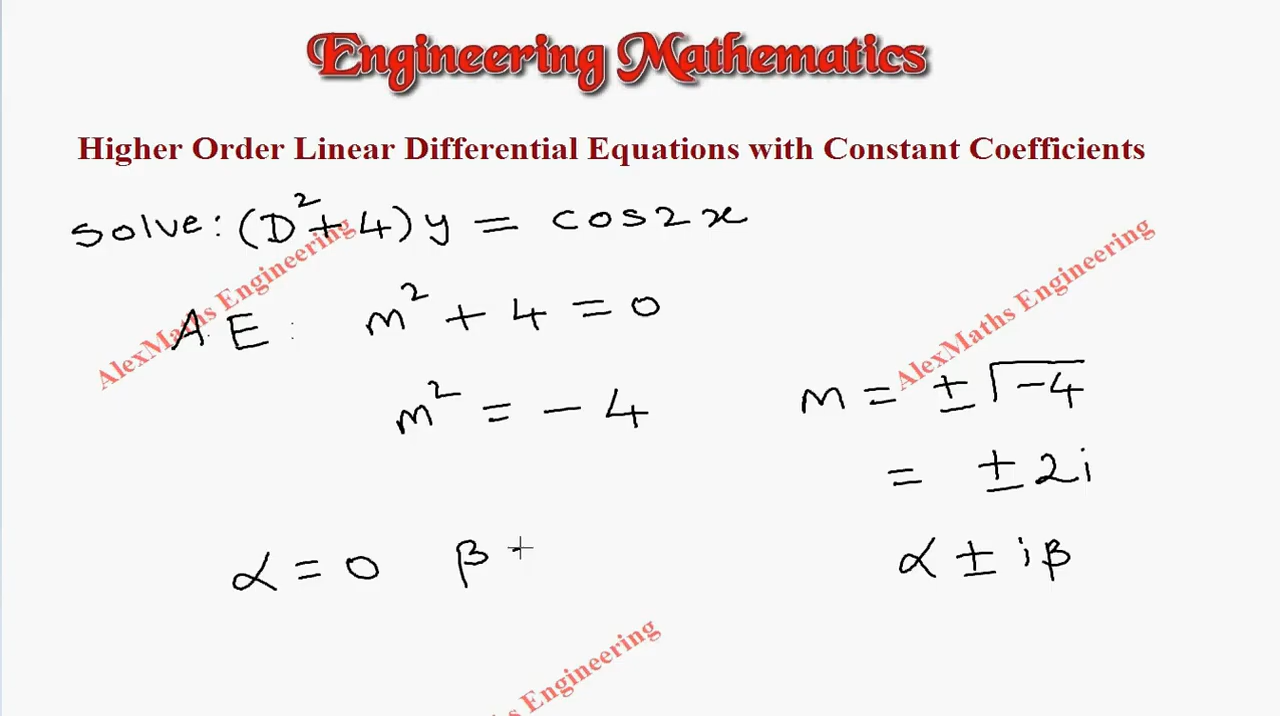 Engineering Mathematics
Higher Order Linear Differential Equations with Constant Coefficients
Solve: (D²+4)y = cos2x
AE: m² + 4 = 0
m² = -4
m = ±√-4
= ±2i
α = 0 β
α ± iβ
AlexMaths Engineering
AlexMaths Engineering
s Engineering